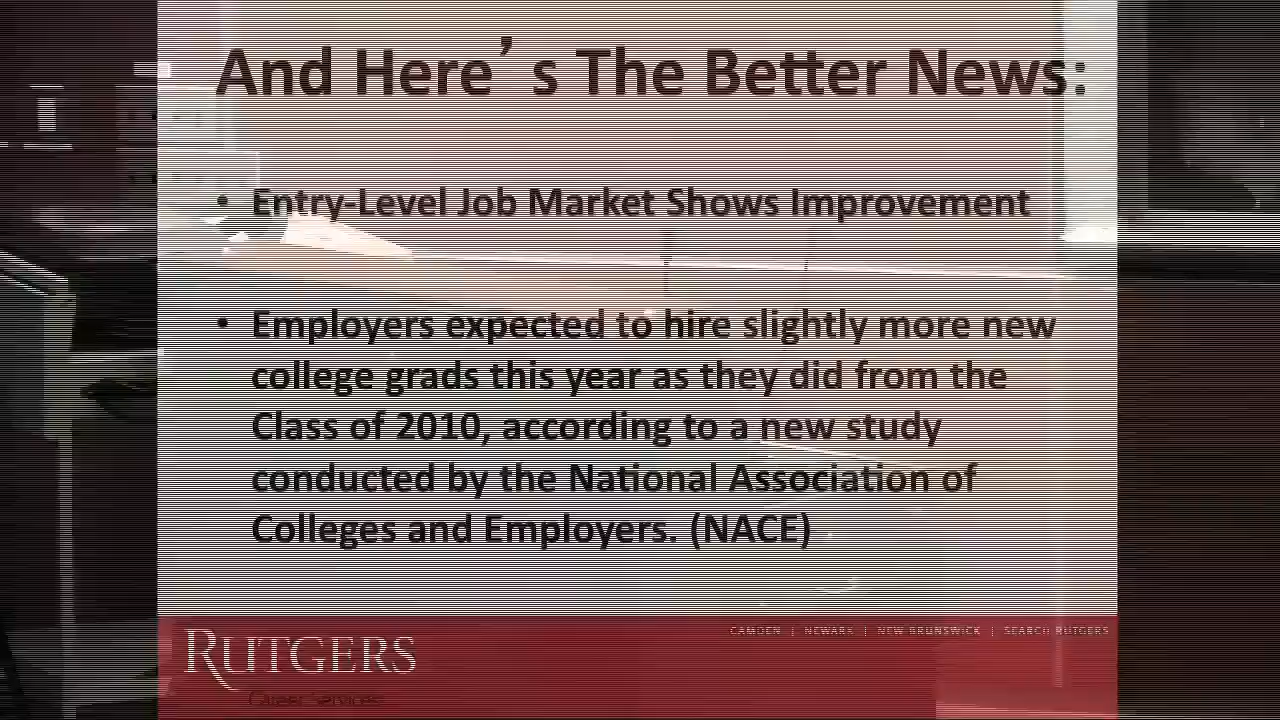 And Here’s The Better News:
• Entry-Level Job Market Shows Improvement
• Employers expected to hire slightly more new
college grads this year as they did from the
Class of 2010, according to a new study
conducted by the National Association of
Colleges and Employers. (NACE)
CAMDEN | NEWARK | NEW BRUNSWICK | SEARCH RUTGERS
RUTGERS
Career Services